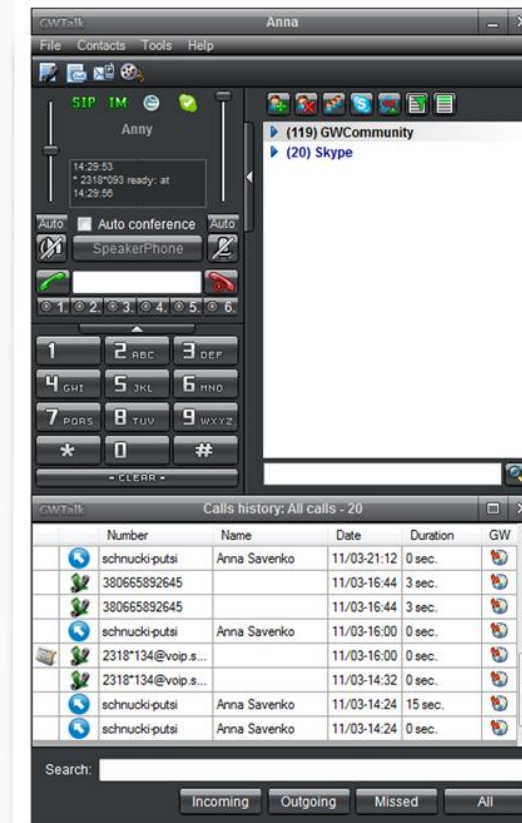 GWTalk Anna
File Contacts Tools Help
SIP IM
Anny
14:29:53
* 2318*093 ready: at
14:29:56
(119) GWCommunity
(20) Skype
Auto Auto conference Auto
SpeakerPhone
1. 2. 3. 4. 5. 6.
1 2 ABC 3 DEF
4 GHI 5 JKL 6 MNO
7 PQRS 8 TUV 9 WXYZ
* 0 #
- CLEAR -
GWTalk Calls history: All calls - 20
Number Name Date Duration GW
schnucki-putsi Anna Savenko 11/03-21:12 0 sec.
380665892645 11/03-16:44 3 sec.
380665892645 11/03-16:44 3 sec.
schnucki-putsi Anna Savenko 11/03-16:00 0 sec.
2318*134@voip.s... 11/03-16:00 0 sec.
2318*134@voip.s... 11/03-14:32 0 sec.
schnucki-putsi Anna Savenko 11/03-14:24 15 sec.
schnucki-putsi Anna Savenko 11/03-14:24 0 sec.
Search:
Incoming Outgoing Missed All